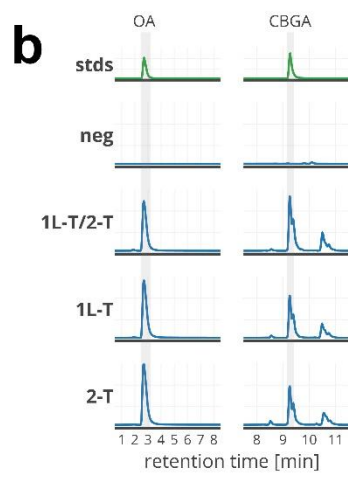 b
OA CBGA
stds
neg
1L-T/2-T
1L-T
2-T
1 2 3 4 5 6 7 8 8 9 10 11
retention time [min]